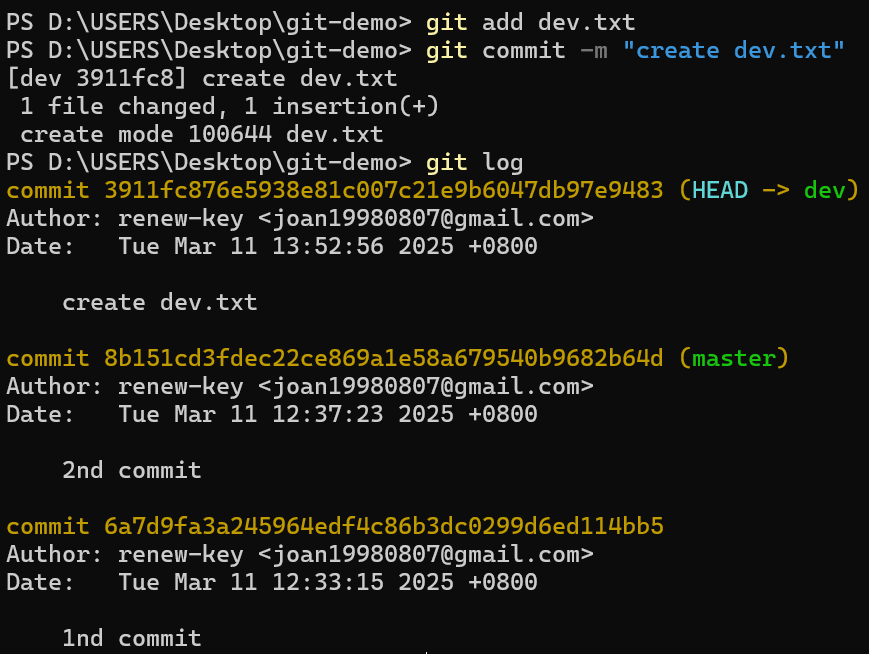 PS D:\USERS\Desktop\git-demo> git add dev.txt
PS D:\USERS\Desktop\git-demo> git commit -m "create dev.txt"
[dev 3911fc8] create dev.txt
 1 file changed, 1 insertion(+)
 create mode 100644 dev.txt
PS D:\USERS\Desktop\git-demo> git log
commit 3911fc876e5938e81c007c21e9b6047db97e9483 (HEAD -> dev)
Author: renew-key <joan19980807@gmail.com>
Date:   Tue Mar 11 13:52:56 2025 +0800

    create dev.txt

commit 8b151cd3fdec22ce869a1e58a679540b9682b64d (master)
Author: renew-key <joan19980807@gmail.com>
Date:   Tue Mar 11 12:37:23 2025 +0800

    2nd commit

commit 6a7d9fa3a245964edf4c86b3dc0299d6ed114bb5
Author: renew-key <joan19980807@gmail.com>
Date:   Tue Mar 11 12:33:15 2025 +0800

    1nd commit